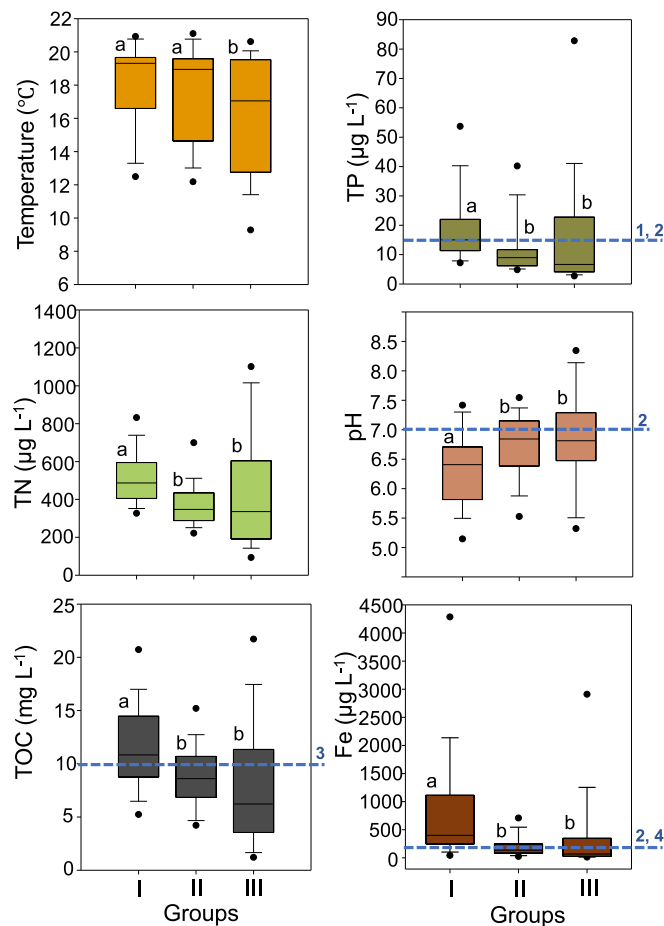 Temperature (°C)
22
20
18
16
14
12
10
8
6
a
a
b
TP (µg L⁻¹)
100
90
80
70
60
50
40
30
20
10
0
a
b
b
1, 2
TN (µg L⁻¹)
1400
1200
1000
800
600
400
200
0
a
b
b
pH
8.5
8.0
7.5
7.0
6.5
6.0
5.5
5.0
a
b
b
2
TOC (mg L⁻¹)
25
20
15
10
5
0
a
b
b
3
I II III
Groups
Fe (µg L⁻¹)
4500
4000
3500
3000
2500
2000
1500
1000
500
0
a
b
b
2, 4
I II III
Groups